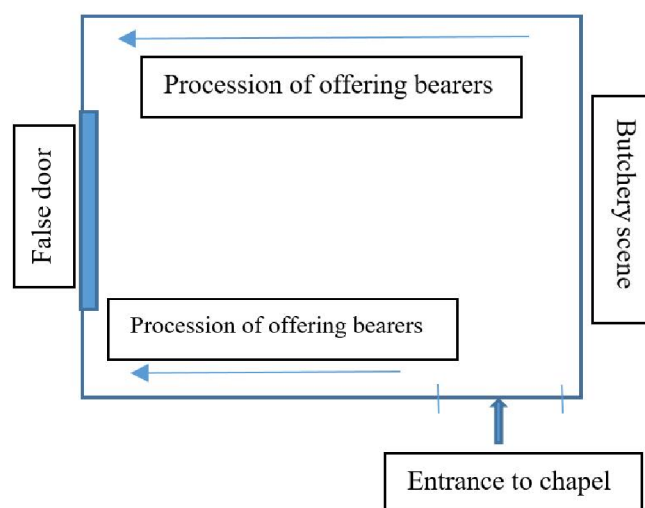 Procession of offering bearers
False door
Butchery scene
Procession of offering bearers
Entrance to chapel